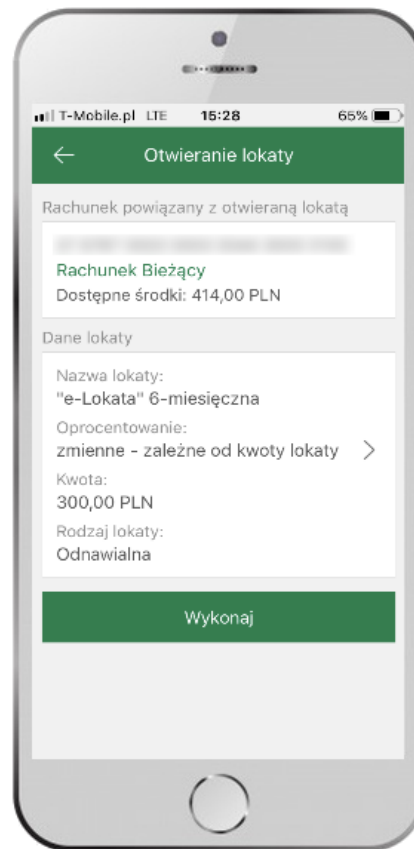 T-Mobile.pl LTE 15:28 65%
Otwieranie lokaty
Rachunek powiązany z otwieraną lokatą
Rachunek Bieżący
Dostępne środki: 414,00 PLN
Dane lokaty
Nazwa lokaty:
"e-Lokata" 6-miesięczna
Oprocentowanie:
zmienne - zależne od kwoty lokaty
Kwota:
300,00 PLN
Rodzaj lokaty:
Odnawialna
Wykonaj